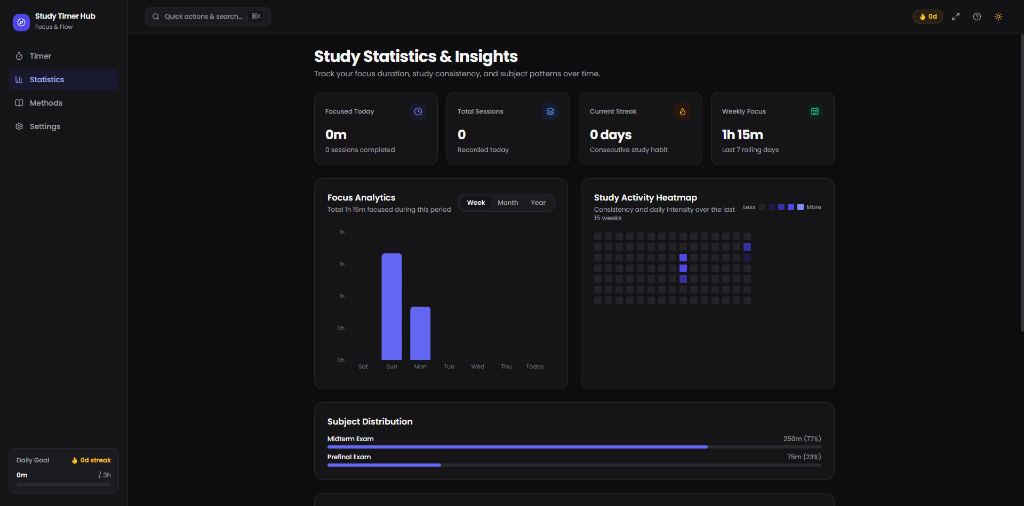 Study Timer Hub
Focus & Flow
Quick actions & search... ⌘K
0d
Timer
Statistics
Methods
Settings
Study Statistics & Insights
Track your focus duration, study consistency, and subject patterns over time.
Focused Today
0m
0 sessions completed
Total Sessions
0
Recorded today
Current Streak
0 days
Consecutive study habit
Weekly Focus
1h 15m
Last 7 rolling days
Focus Analytics
Total 1h 15m focused during this period
Week Month Year
1h
1h
1h
0h
0h
Sat Sun Mon Tue Wed Thu Today
Study Activity Heatmap
Consistency and daily intensity over the last
15 weeks
Less More
Subject Distribution
Midterm Exam 250m (77%)
Prefinal Exam 75m (23%)
Daily Goal 0d streak
0m / 3h